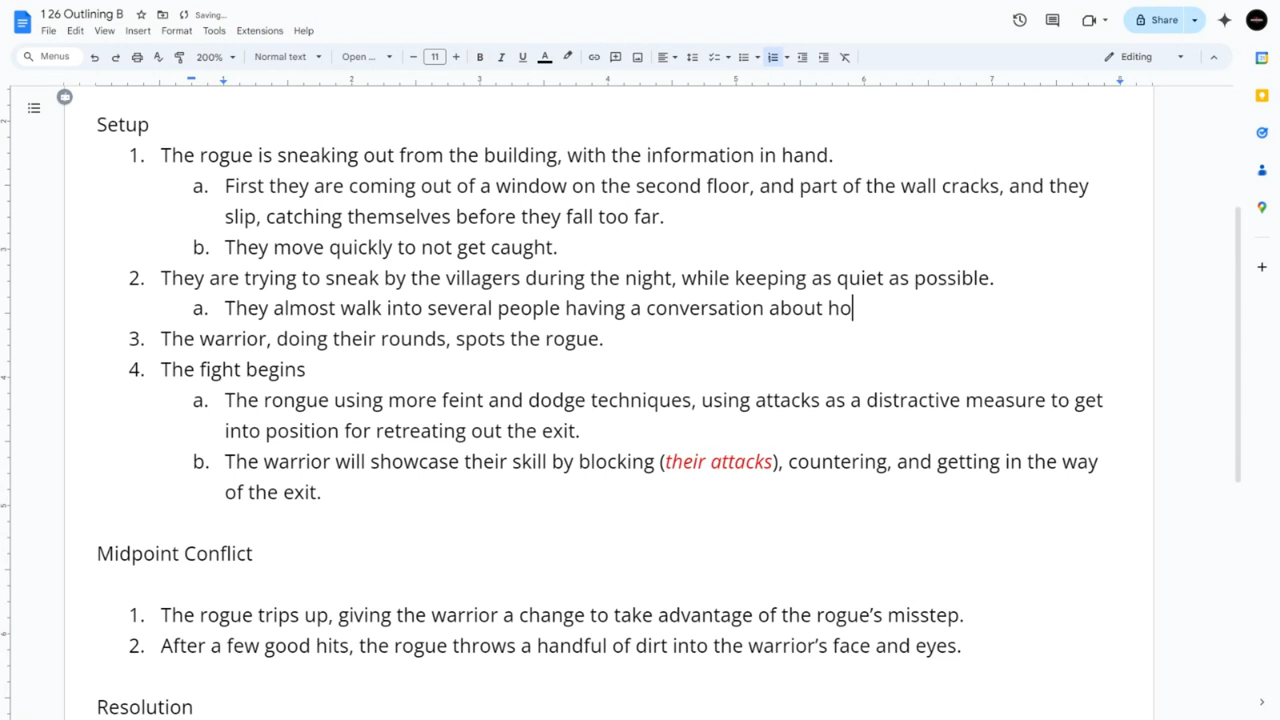 1 26 Outlining B
Saving...
File Edit View Insert Format Tools Extensions Help
Share
Menus
200%
Normal text
Open ...
11
Editing
2 3 4 5 6 7 8
Setup
1. The rogue is sneaking out from the building, with the information in hand.
a. First they are coming out of a window on the second floor, and part of the wall cracks, and they
slip, catching themselves before they fall too far.
b. They move quickly to not get caught.
2. They are trying to sneak by the villagers during the night, while keeping as quiet as possible.
a. They almost walk into several people having a conversation about ho
3. The warrior, doing their rounds, spots the rogue.
4. The fight begins
a. The rongue using more feint and dodge techniques, using attacks as a distractive measure to get
into position for retreating out the exit.
b. The warrior will showcase their skill by blocking (their attacks), countering, and getting in the way
of the exit.
Midpoint Conflict
1. The rogue trips up, giving the warrior a change to take advantage of the rogue’s misstep.
2. After a few good hits, the rogue throws a handful of dirt into the warrior’s face and eyes.
Resolution